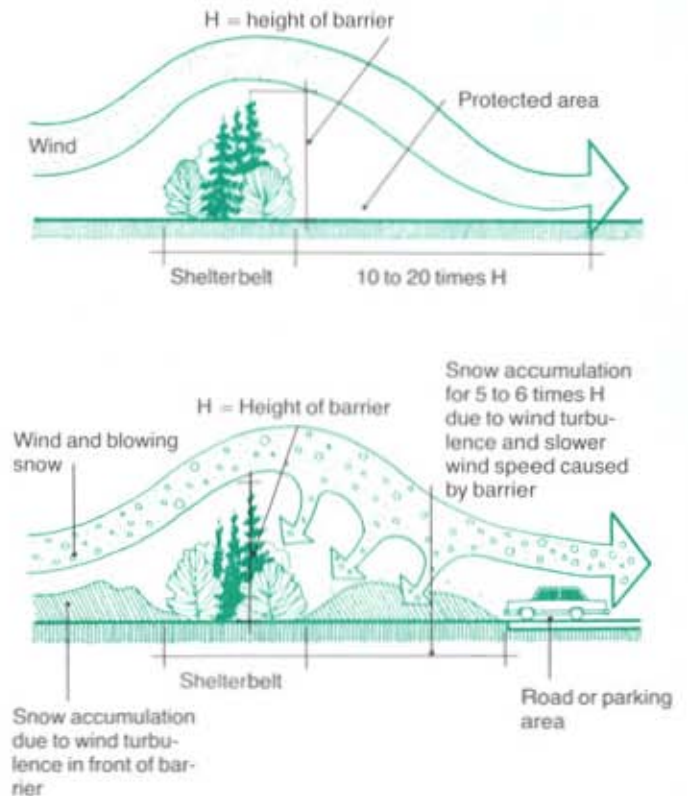 H = height of barrier
Protected area
Wind
Shelterbelt
10 to 20 times H
Snow accumulation
for 5 to 6 times H
due to wind turbu-
lence and slower
wind speed caused
by barrier
H = Height of barrier
Wind and blowing
snow
Shelterbelt
Road or parking
area
Snow accumulation
due to wind turbu-
lence in front of bar-
rier